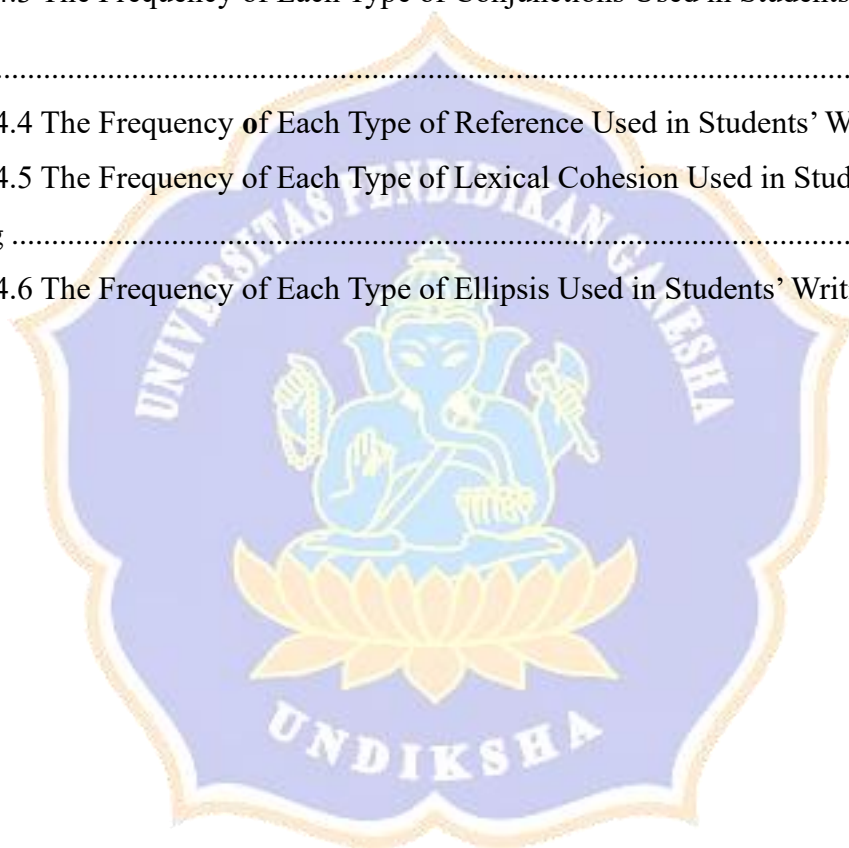 4.3 The Frequency of Each Type of Conjunctions Used in Students
....................................................................................................
4.4 The Frequency of Each Type of Reference Used in Students’ W
4.5 The Frequency of Each Type of Lexical Cohesion Used in Stud
g ....................................................................................................
4.6 The Frequency of Each Type of Ellipsis Used in Students’ Writ
UNIVERSITAS PENDIDIKAN GANESHA
UNDIKSHA